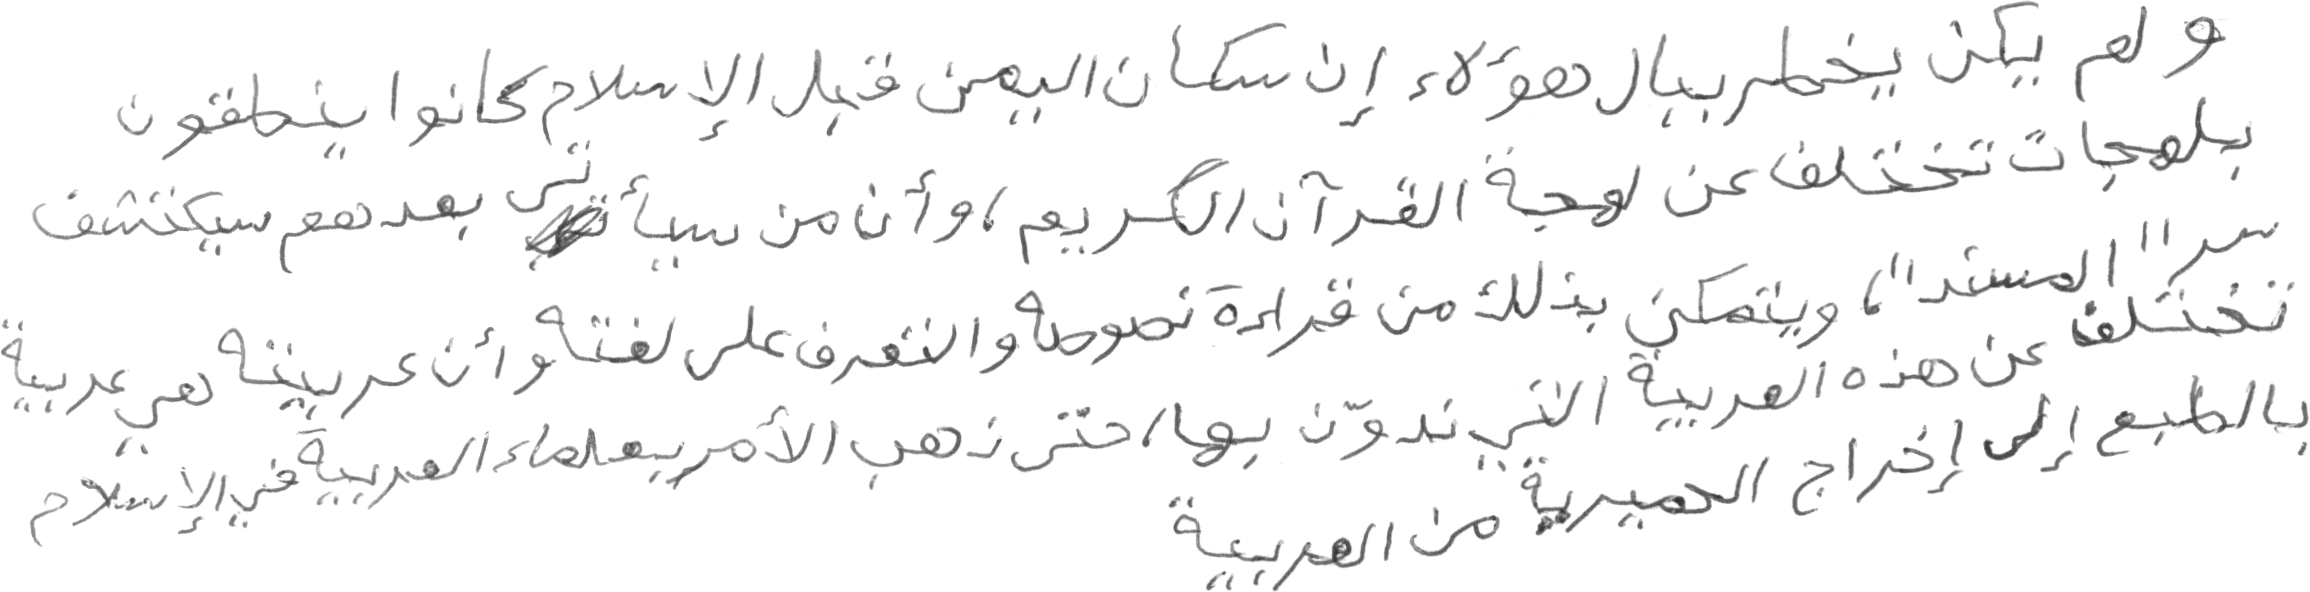 ولم يكن يخطر ببال هؤلاء إن سكان اليمن قبل الإسلام كانوا ينطقون
بلهجات تختلف عن لهجة القرآن الكريم، وأن من سيأتي بعدهم سيكتشف
سر "المسند"، ويتمكن بذلك من قراءة نصوصه والتعرف على لغته وأن عربيته هي عربية
تختلف عن هذه العربية التي ندوّن بها، حتى ذهب الأمر بعلماء العربية في الإسلام
بالطبع إلى إخراج الحميرية من العربية